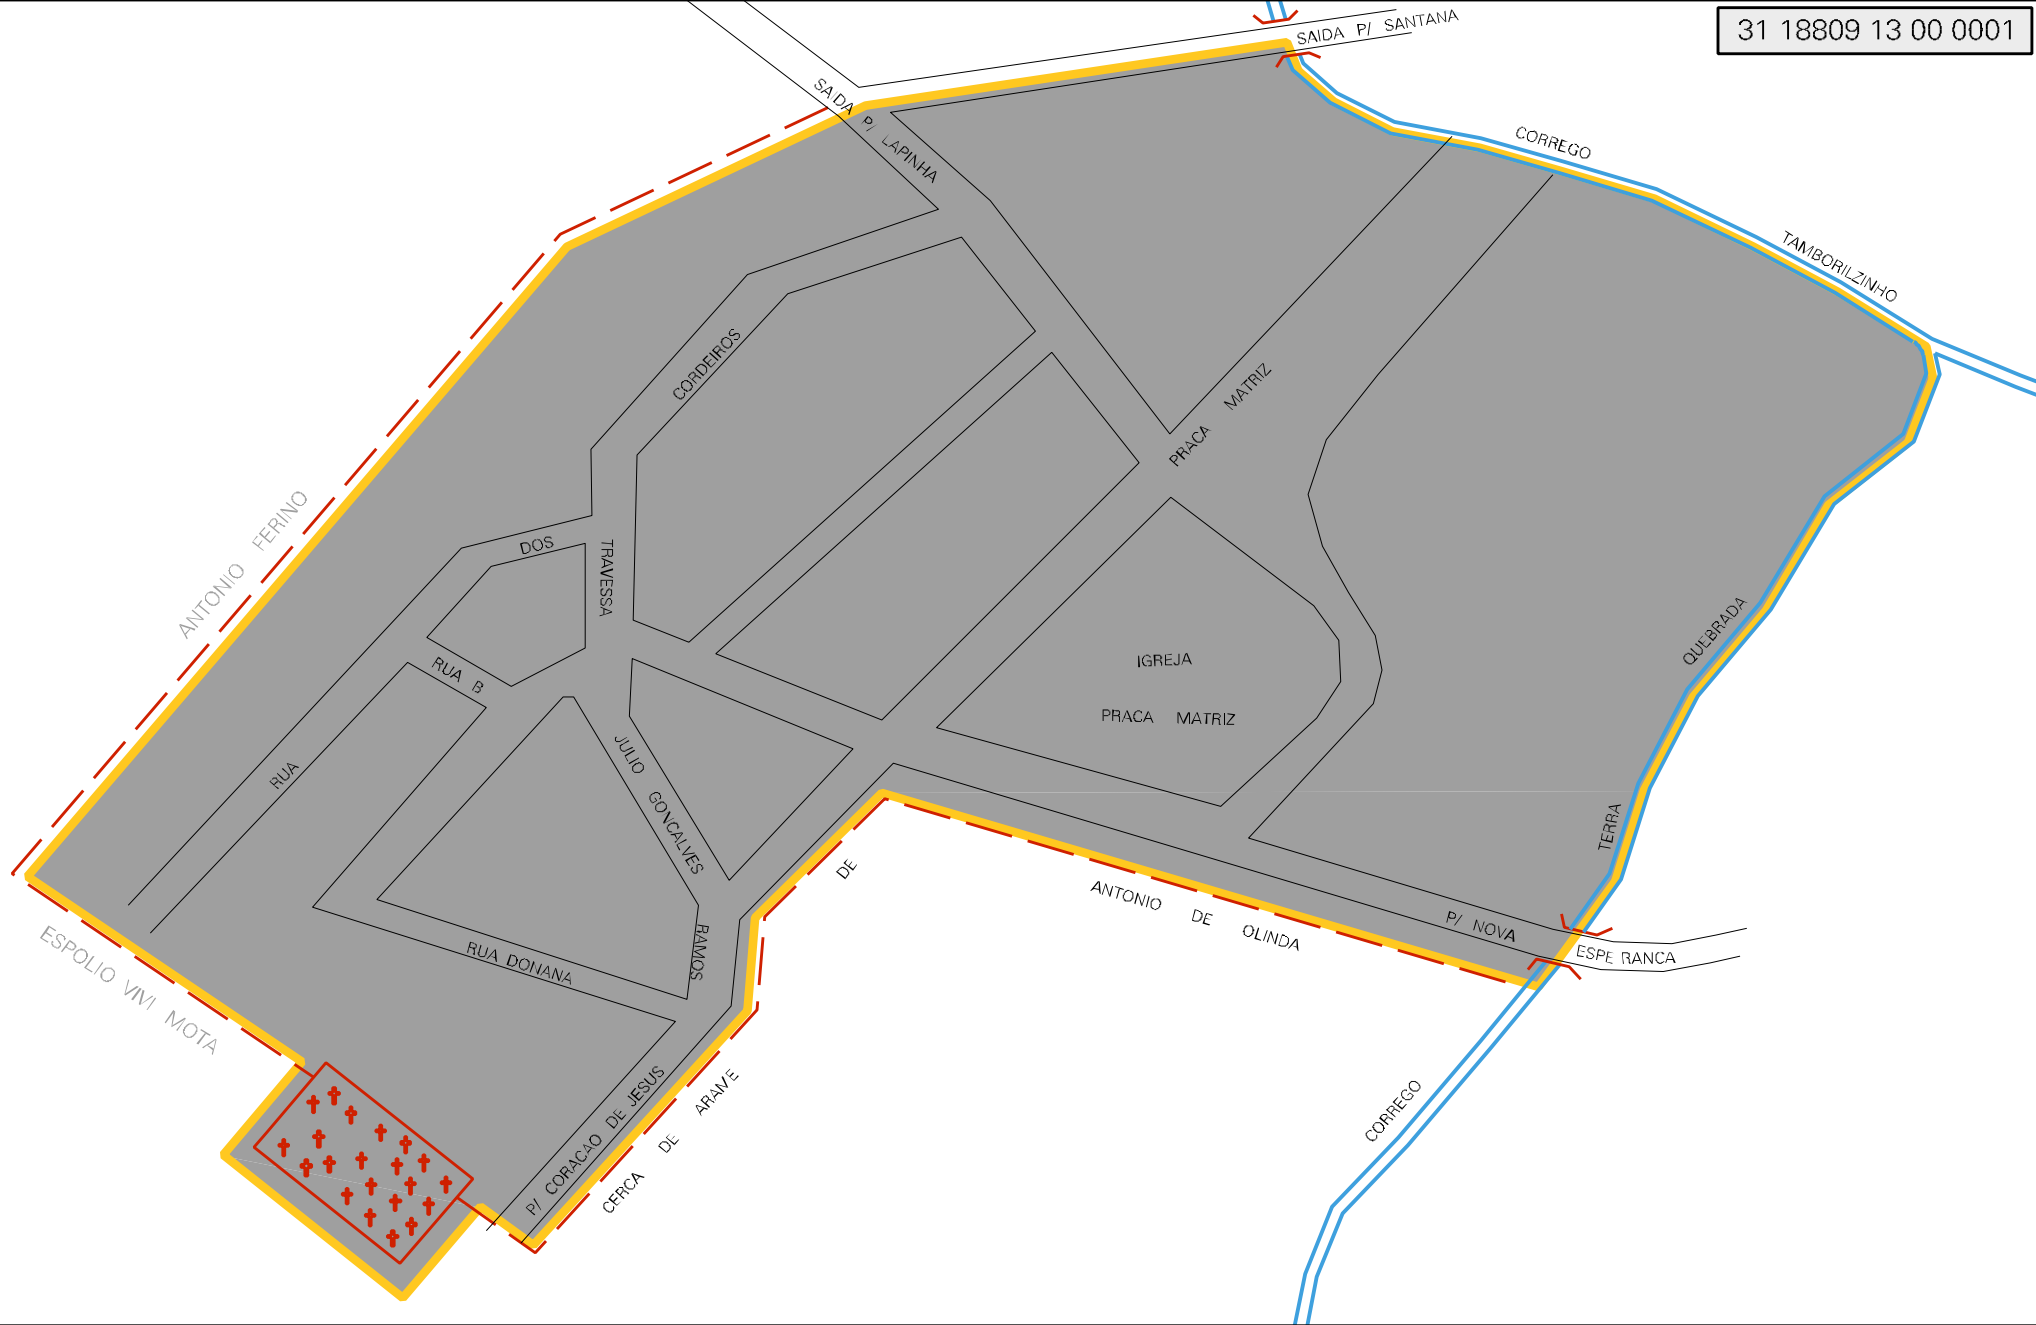 31 18809 13 00 0001
SAIDA P/ SANTANA
SAIDA P/ LAPINHA
CORREGO
TAMBORILZINHO
CORDEIROS
PRACA MATRIZ
ANTONIO FERINO
DOS
TRAVESSA
QUEBRADA
RUA B
IGREJA
PRACA MATRIZ
RUA
JULIO GONCALVES
TERRA
DE
ANTONIO DE OLINDA
P/ NOVA
ESPE RANCA
RAMOS
RUA DONANA
ESPOLIO VIVI MOTA
P/ CORACAO DE JESUS
CERCA DE ARAME
CORREGO